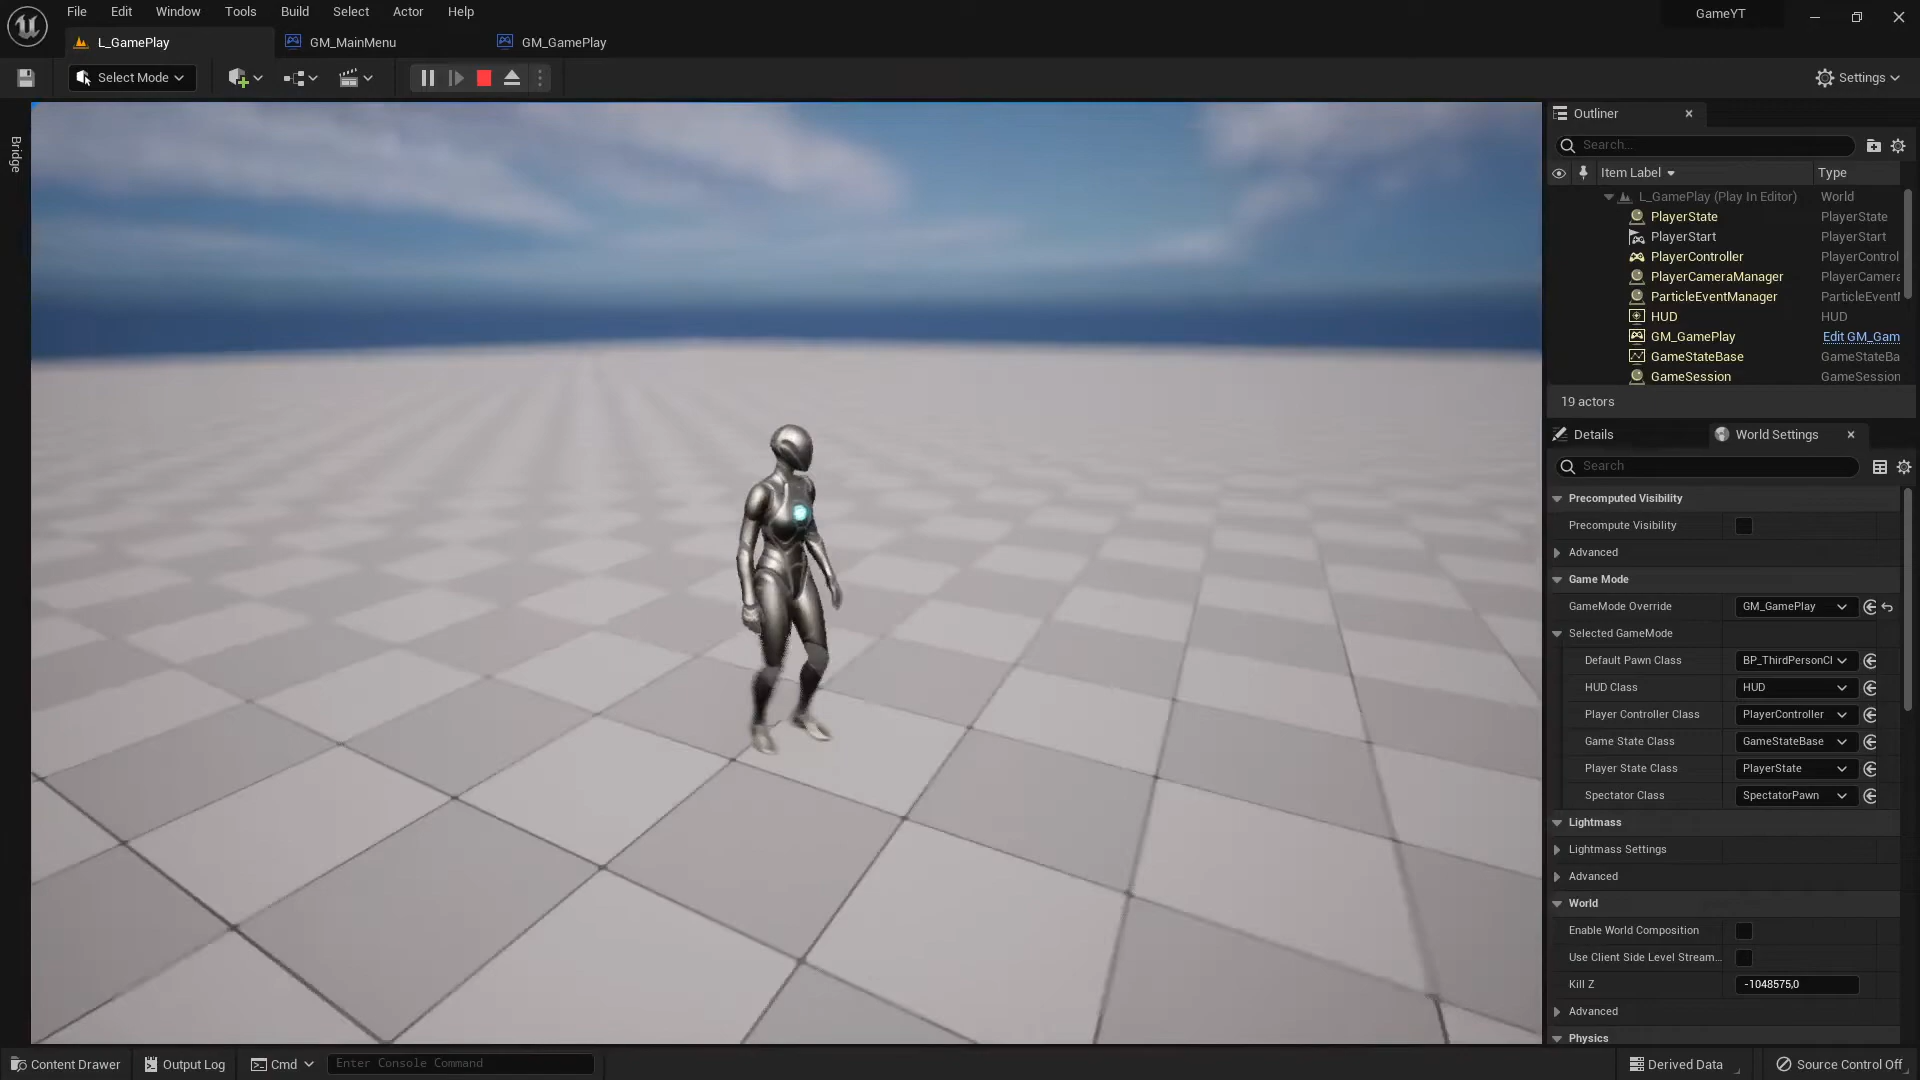 File Edit Window Tools Build Select Actor Help
GameYT
L_GamePlay
GM_MainMenu
GM_GamePlay
Select Mode
Settings
Bridge
Outliner
Search...
Item Label
Type
L_GamePlay (Play In Editor) World
PlayerState PlayerState
PlayerStart PlayerStart
PlayerController PlayerControl
PlayerCameraManager PlayerCamera
ParticleEventManager ParticleEventM
HUD HUD
GM_GamePlay Edit GM_Gam
GameStateBase GameStateBa
GameSession GameSession
19 actors
Details
World Settings
Search
Precomputed Visibility
Precompute Visibility
Advanced
Game Mode
GameMode Override GM_GamePlay
Selected GameMode
Default Pawn Class BP_ThirdPersonCl
HUD Class HUD
Player Controller Class PlayerController
Game State Class GameStateBase
Player State Class PlayerState
Spectator Class SpectatorPawn
Lightmass
Lightmass Settings
Advanced
World
Enable World Composition
Use Client Side Level Stream...
Kill Z -1048575,0
Advanced
Physics
Content Drawer
Output Log
Cmd
Enter Console Command
Derived Data
Source Control Off